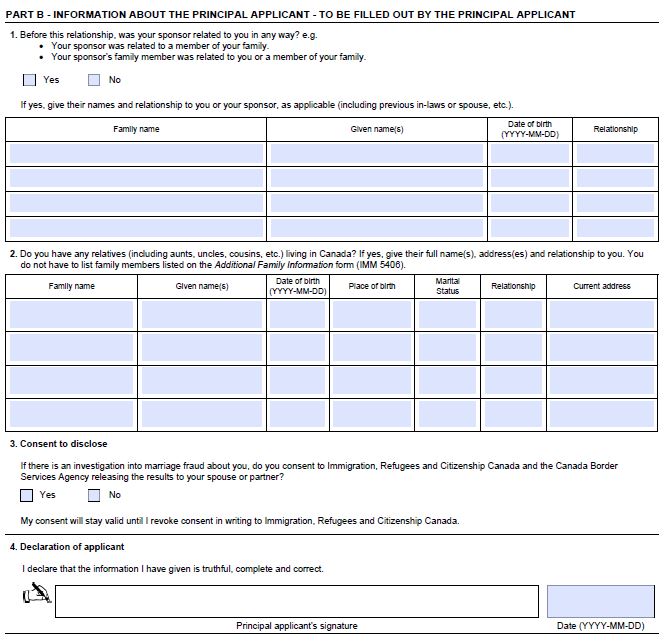 PART B - INFORMATION ABOUT THE PRINCIPAL APPLICANT - TO BE FILLED OUT BY THE PRINCIPAL APPLICANT
1. Before this relationship, was your sponsor related to you in any way? e.g.
• Your sponsor was related to a member of your family.
• Your sponsor's family member was related to you or a member of your family.
Yes No
If yes, give their names and relationship to you or your sponsor, as applicable (including previous in-laws or spouse, etc.).
Family name Given name(s) Date of birth (YYYY-MM-DD) Relationship
2. Do you have any relatives (including aunts, uncles, cousins, etc.) living in Canada? If yes, give their full name(s), address(es) and relationship to you. You
do not have to list family members listed on the Additional Family Information form (IMM 5406).
Family name Given name(s) Date of birth (YYYY-MM-DD) Place of birth Marital Status Relationship Current address
3. Consent to disclose
If there is an investigation into marriage fraud about you, do you consent to Immigration, Refugees and Citizenship Canada and the Canada Border
Services Agency releasing the results to your spouse or partner?
Yes No
My consent will stay valid until I revoke consent in writing to Immigration, Refugees and Citizenship Canada.
4. Declaration of applicant
I declare that the information I have given is truthful, complete and correct.
Principal applicant's signature Date (YYYY-MM-DD)